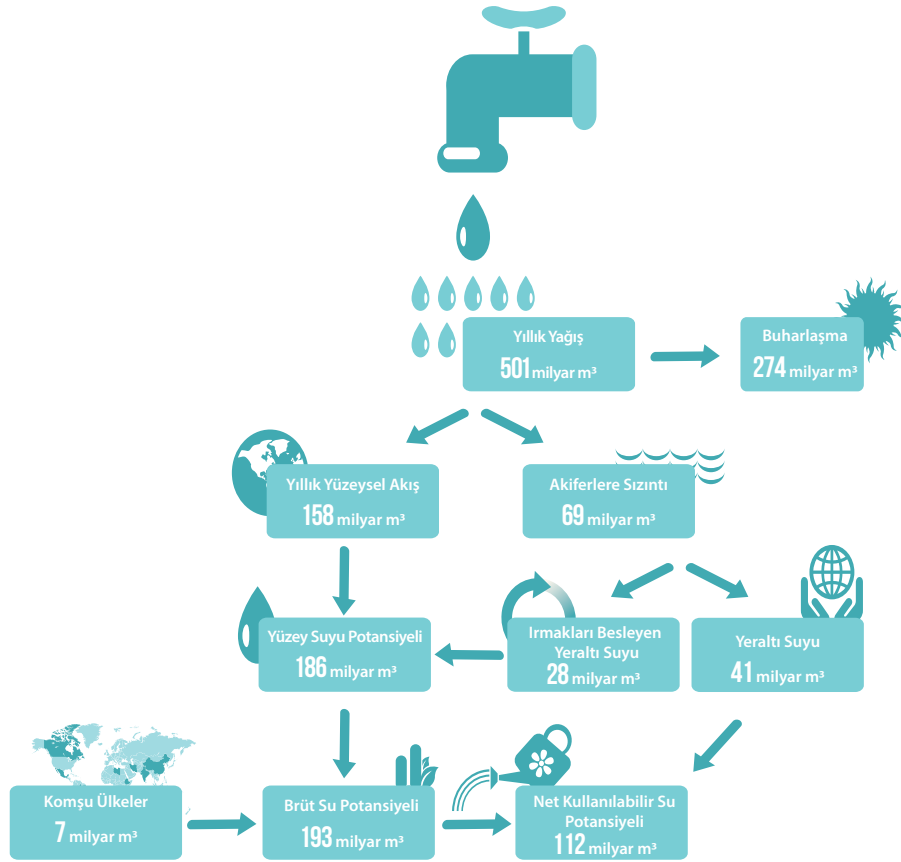 Yıllık Yağış
501 milyar m³
Buharlaşma
274 milyar m³
Yıllık Yüzeysel Akış
158 milyar m³
Akiferlere Sızıntı
69 milyar m³
Yüzey Suyu Potansiyeli
186 milyar m³
Irmakları Besleyen
Yeraltı Suyu
28 milyar m³
Yeraltı Suyu
41 milyar m³
Komşu Ülkeler
7 milyar m³
Brüt Su Potansiyeli
193 milyar m³
Net Kullanılabilir Su
Potansiyeli
112 milyar m³